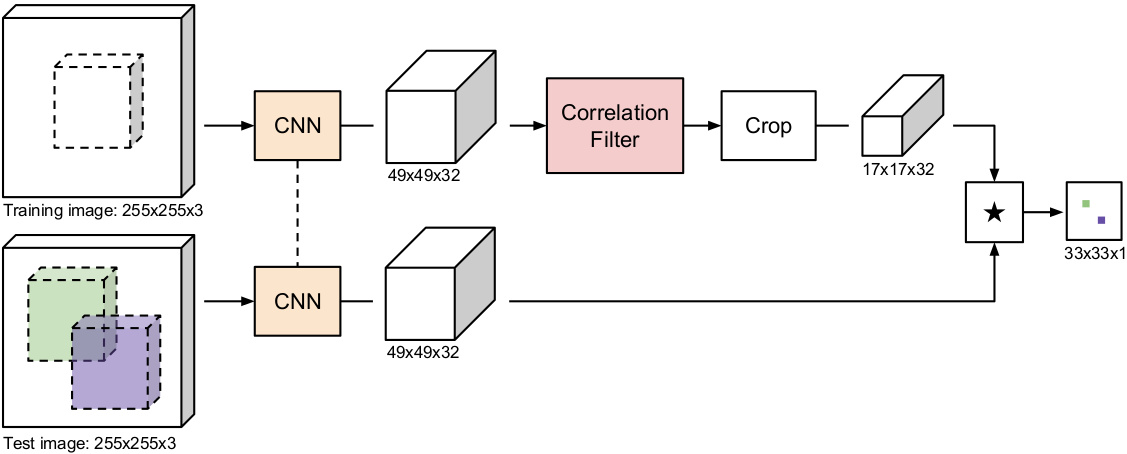 CNN
49x49x32
Correlation
Filter
Crop
17x17x32
Training image: 255x255x3
★
33x33x1
CNN
49x49x32
Test image: 255x255x3